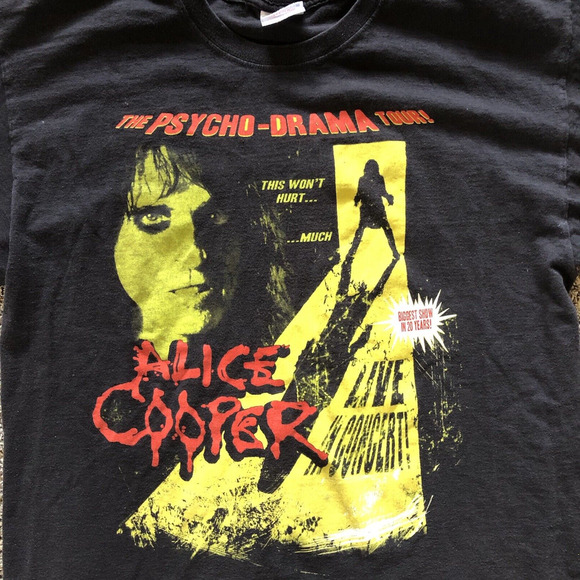 THE PSYCHO-DRAMA TOUR!
THIS WON'T
HURT...
...MUCH
BIGGEST SHOW
IN 20 YEARS!
ALICE
COOPER
LIVE
IN CONCERT!